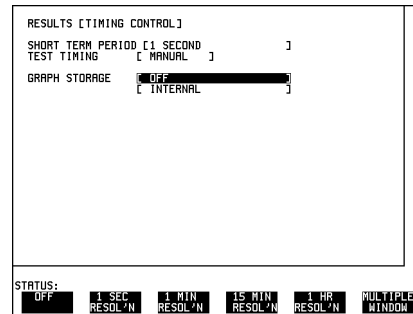 RESULTS [TIMING CONTROL]
SHORT TERM PERIOD [1 SECOND ]
TEST TIMING [ MANUAL ]
GRAPH STORAGE [ OFF ]
[ INTERNAL ]
STATUS:
OFF 1 SEC RESOL'N 1 MIN RESOL'N 15 MIN RESOL'N 1 HR RESOL'N MULTIPLE WINDOW